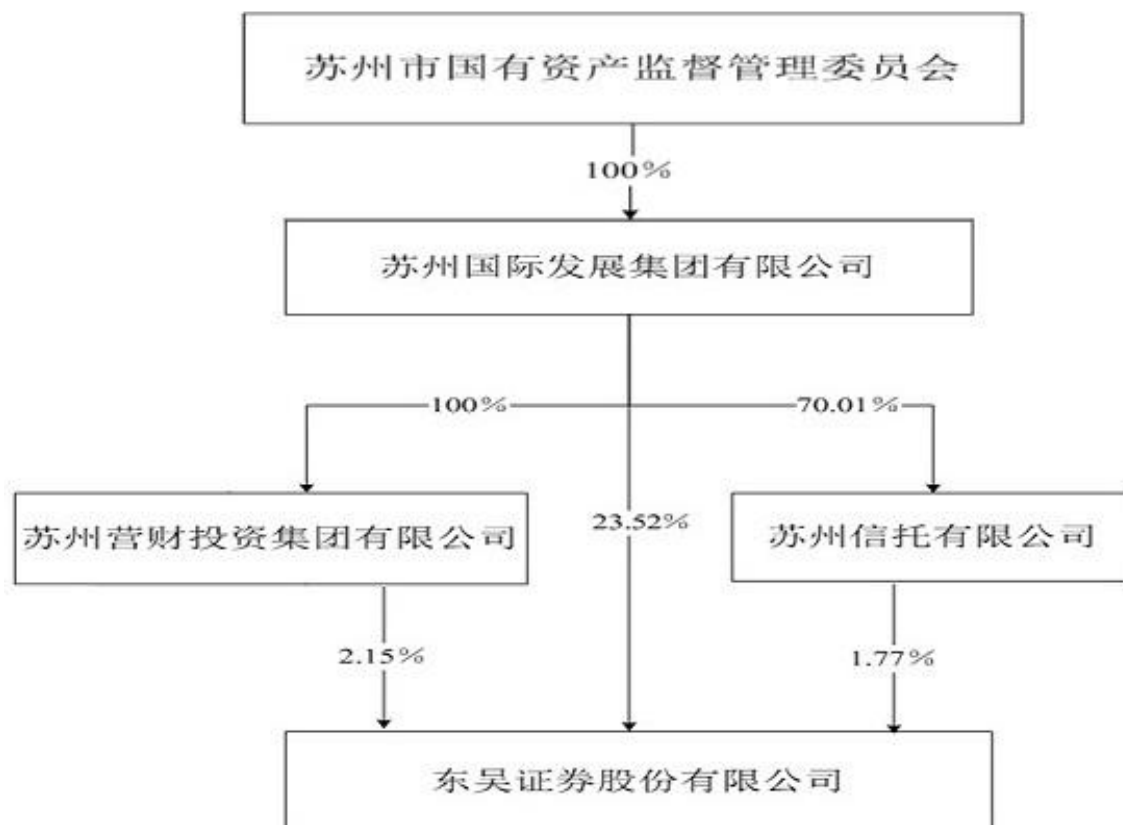 苏州市国有资产监督管理委员会
100%
苏州国际发展集团有限公司
100%
70.01%
苏州营财投资集团有限公司
23.52%
苏州信托有限公司
2.15%
1.77%
东吴证券股份有限公司